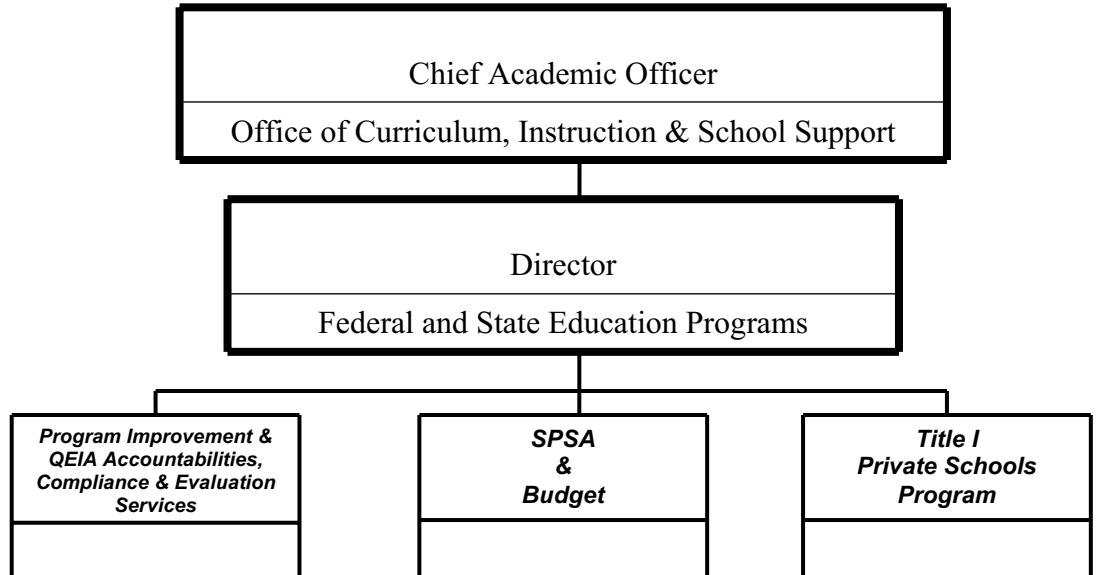 Chief Academic Officer
Office of Curriculum, Instruction & School Support
Director
Federal and State Education Programs
Program Improvement &
QEIA Accountabilities,
Compliance & Evaluation
Services
SPSA
&
Budget
Title I
Private Schools
Program